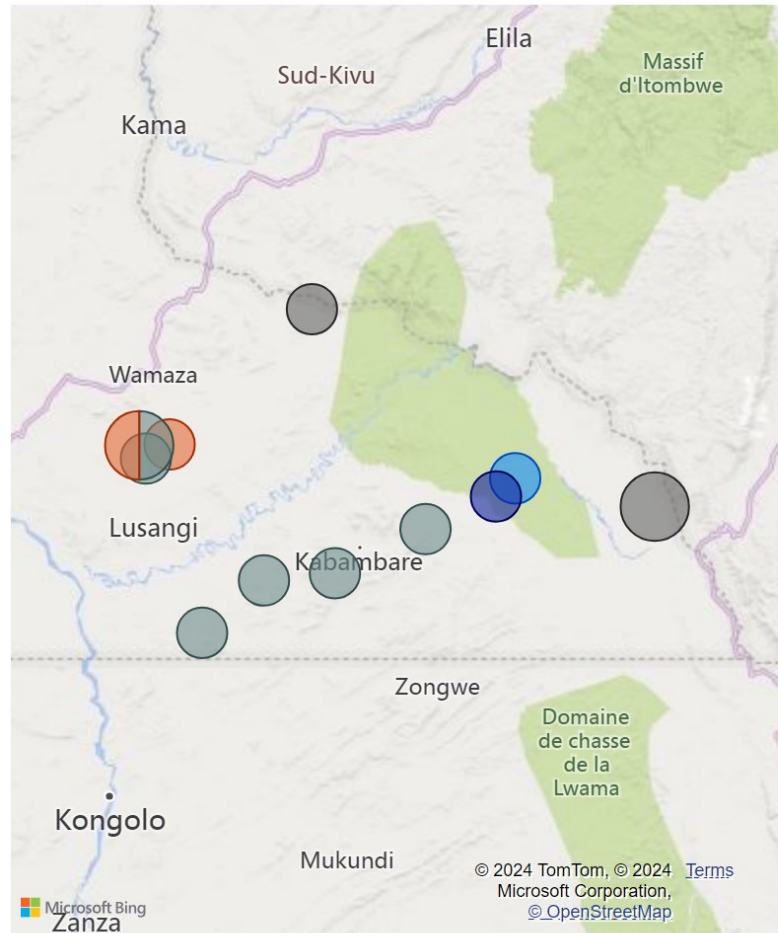 Elila
Massif
d'Itombwe
Sud-Kivu
Kama
Wamaza
Lusangi
Kabambare
Zongwe
Domaine
de chasse
de la
Lwama
Kongolo
Mukundi
© 2024 TomTom, © 2024 Terms
Microsoft Corporation,
© OpenStreetMap
Microsoft Bing
Zanza